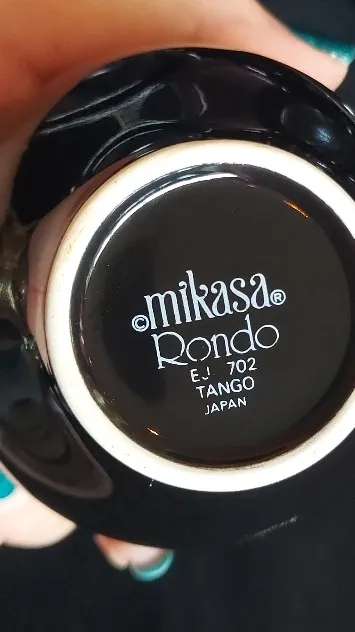 ©mikasa®
Rondo
EJ 702
TANGO
JAPAN